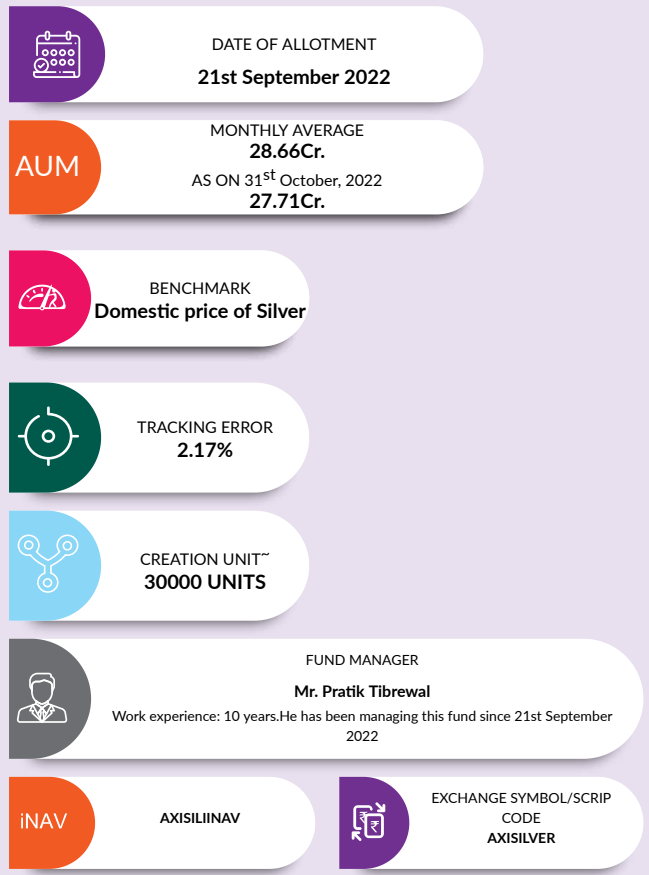 DATE OF ALLOTMENT
21st September 2022
AUM
MONTHLY AVERAGE
28.66Cr.
AS ON 31st October, 2022
27.71Cr.
BENCHMARK
Domestic price of Silver
TRACKING ERROR
2.17%
CREATION UNIT~
30000 UNITS
FUND MANAGER
Mr. Pratik Tibrewal
Work experience: 10 years.He has been managing this fund since 21st September
2022
iNAV
AXISILIINAV
EXCHANGE SYMBOL/SCRIP
CODE
AXISILVER